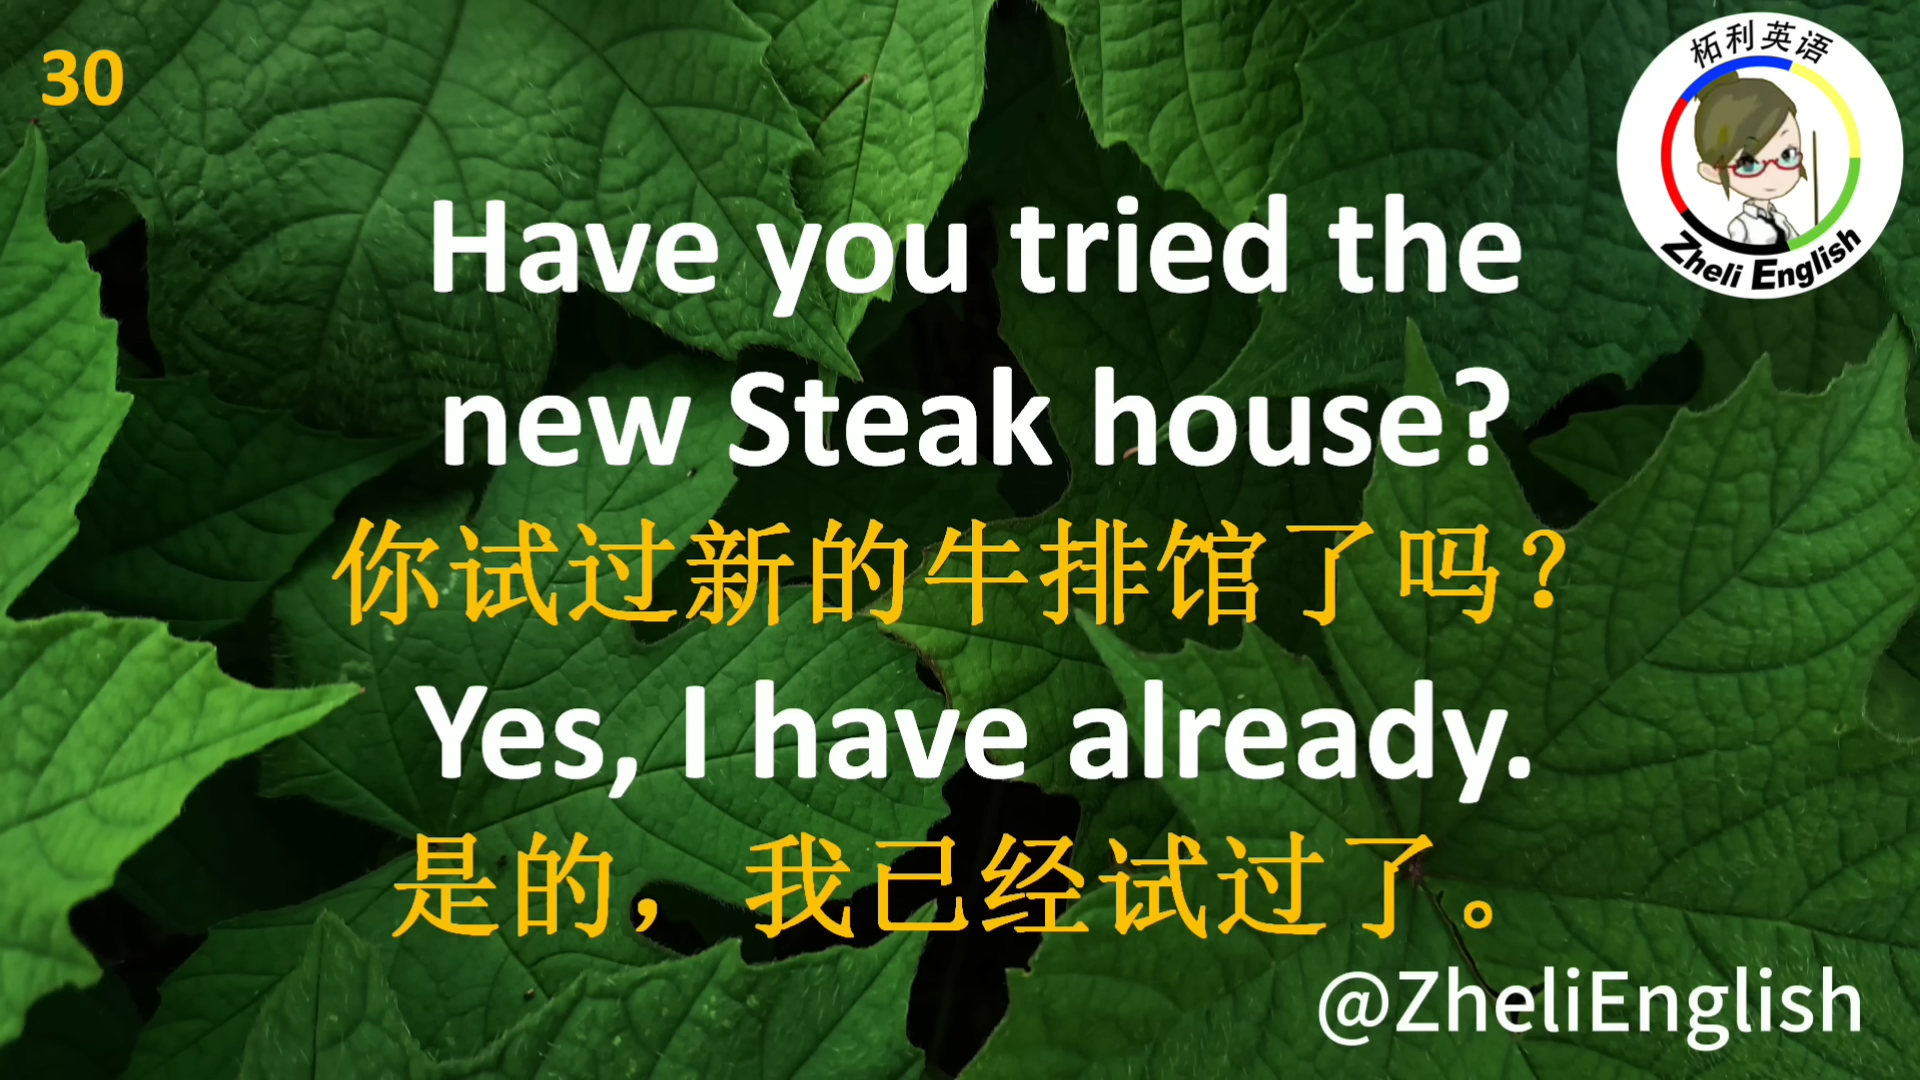 30
柘利英语
Zheli English
Have you tried the
new Steak house?
你试过新的牛排馆了吗？
Yes, I have already.
是的，我已经试过了。
@ZheliEnglish